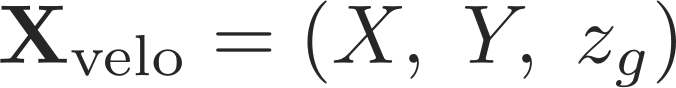 X_velo = (X, Y, z_g)